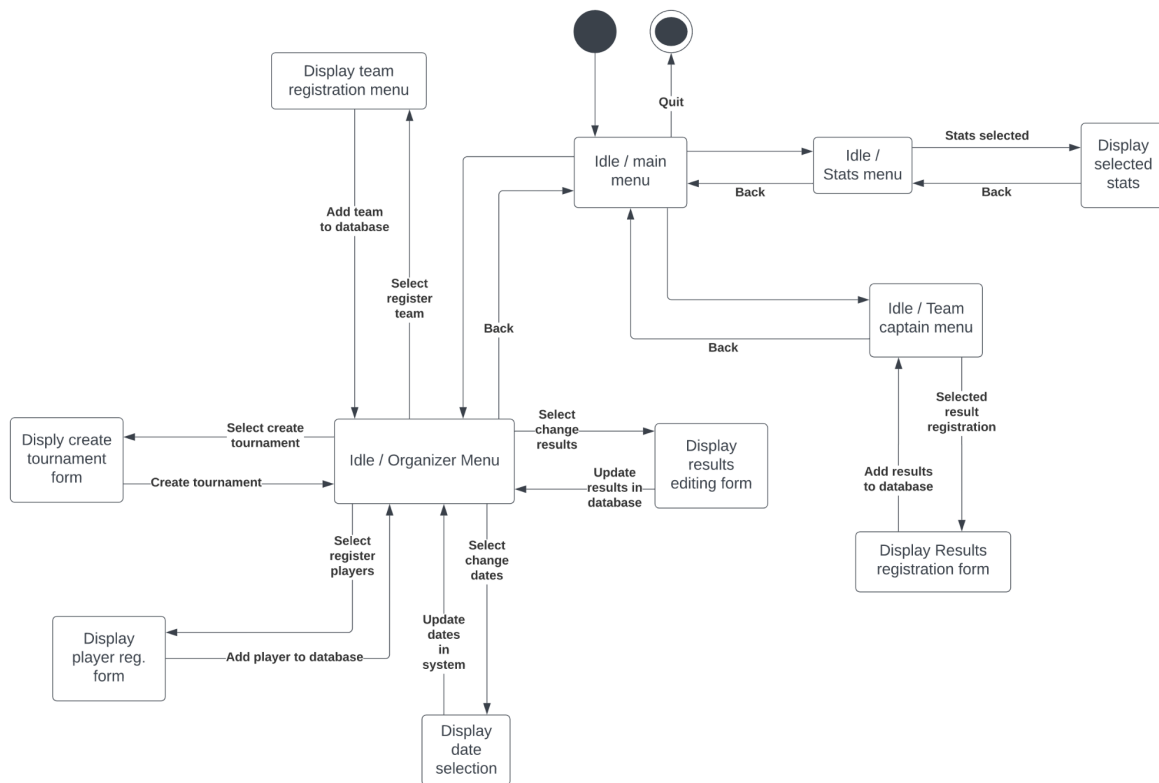 Display team
registration menu
Quit
Idle / main
menu
Idle /
Stats menu
Stats selected
Display
selected
stats
Back
Back
Add team
to database
Select
register
team
Back
Idle / Team
captain menu
Back
Selected
result
registration
Add results
to database
Display Results
registration form
Disply create
tournament
form
Select create
tournament
Create tournament
Idle / Organizer Menu
Select
change
results
Display
results
editing form
Update
results in
database
Select
register
players
Select
change
dates
Display
player reg.
form
Add player to database
Update
dates
in
system
Display
date
selection